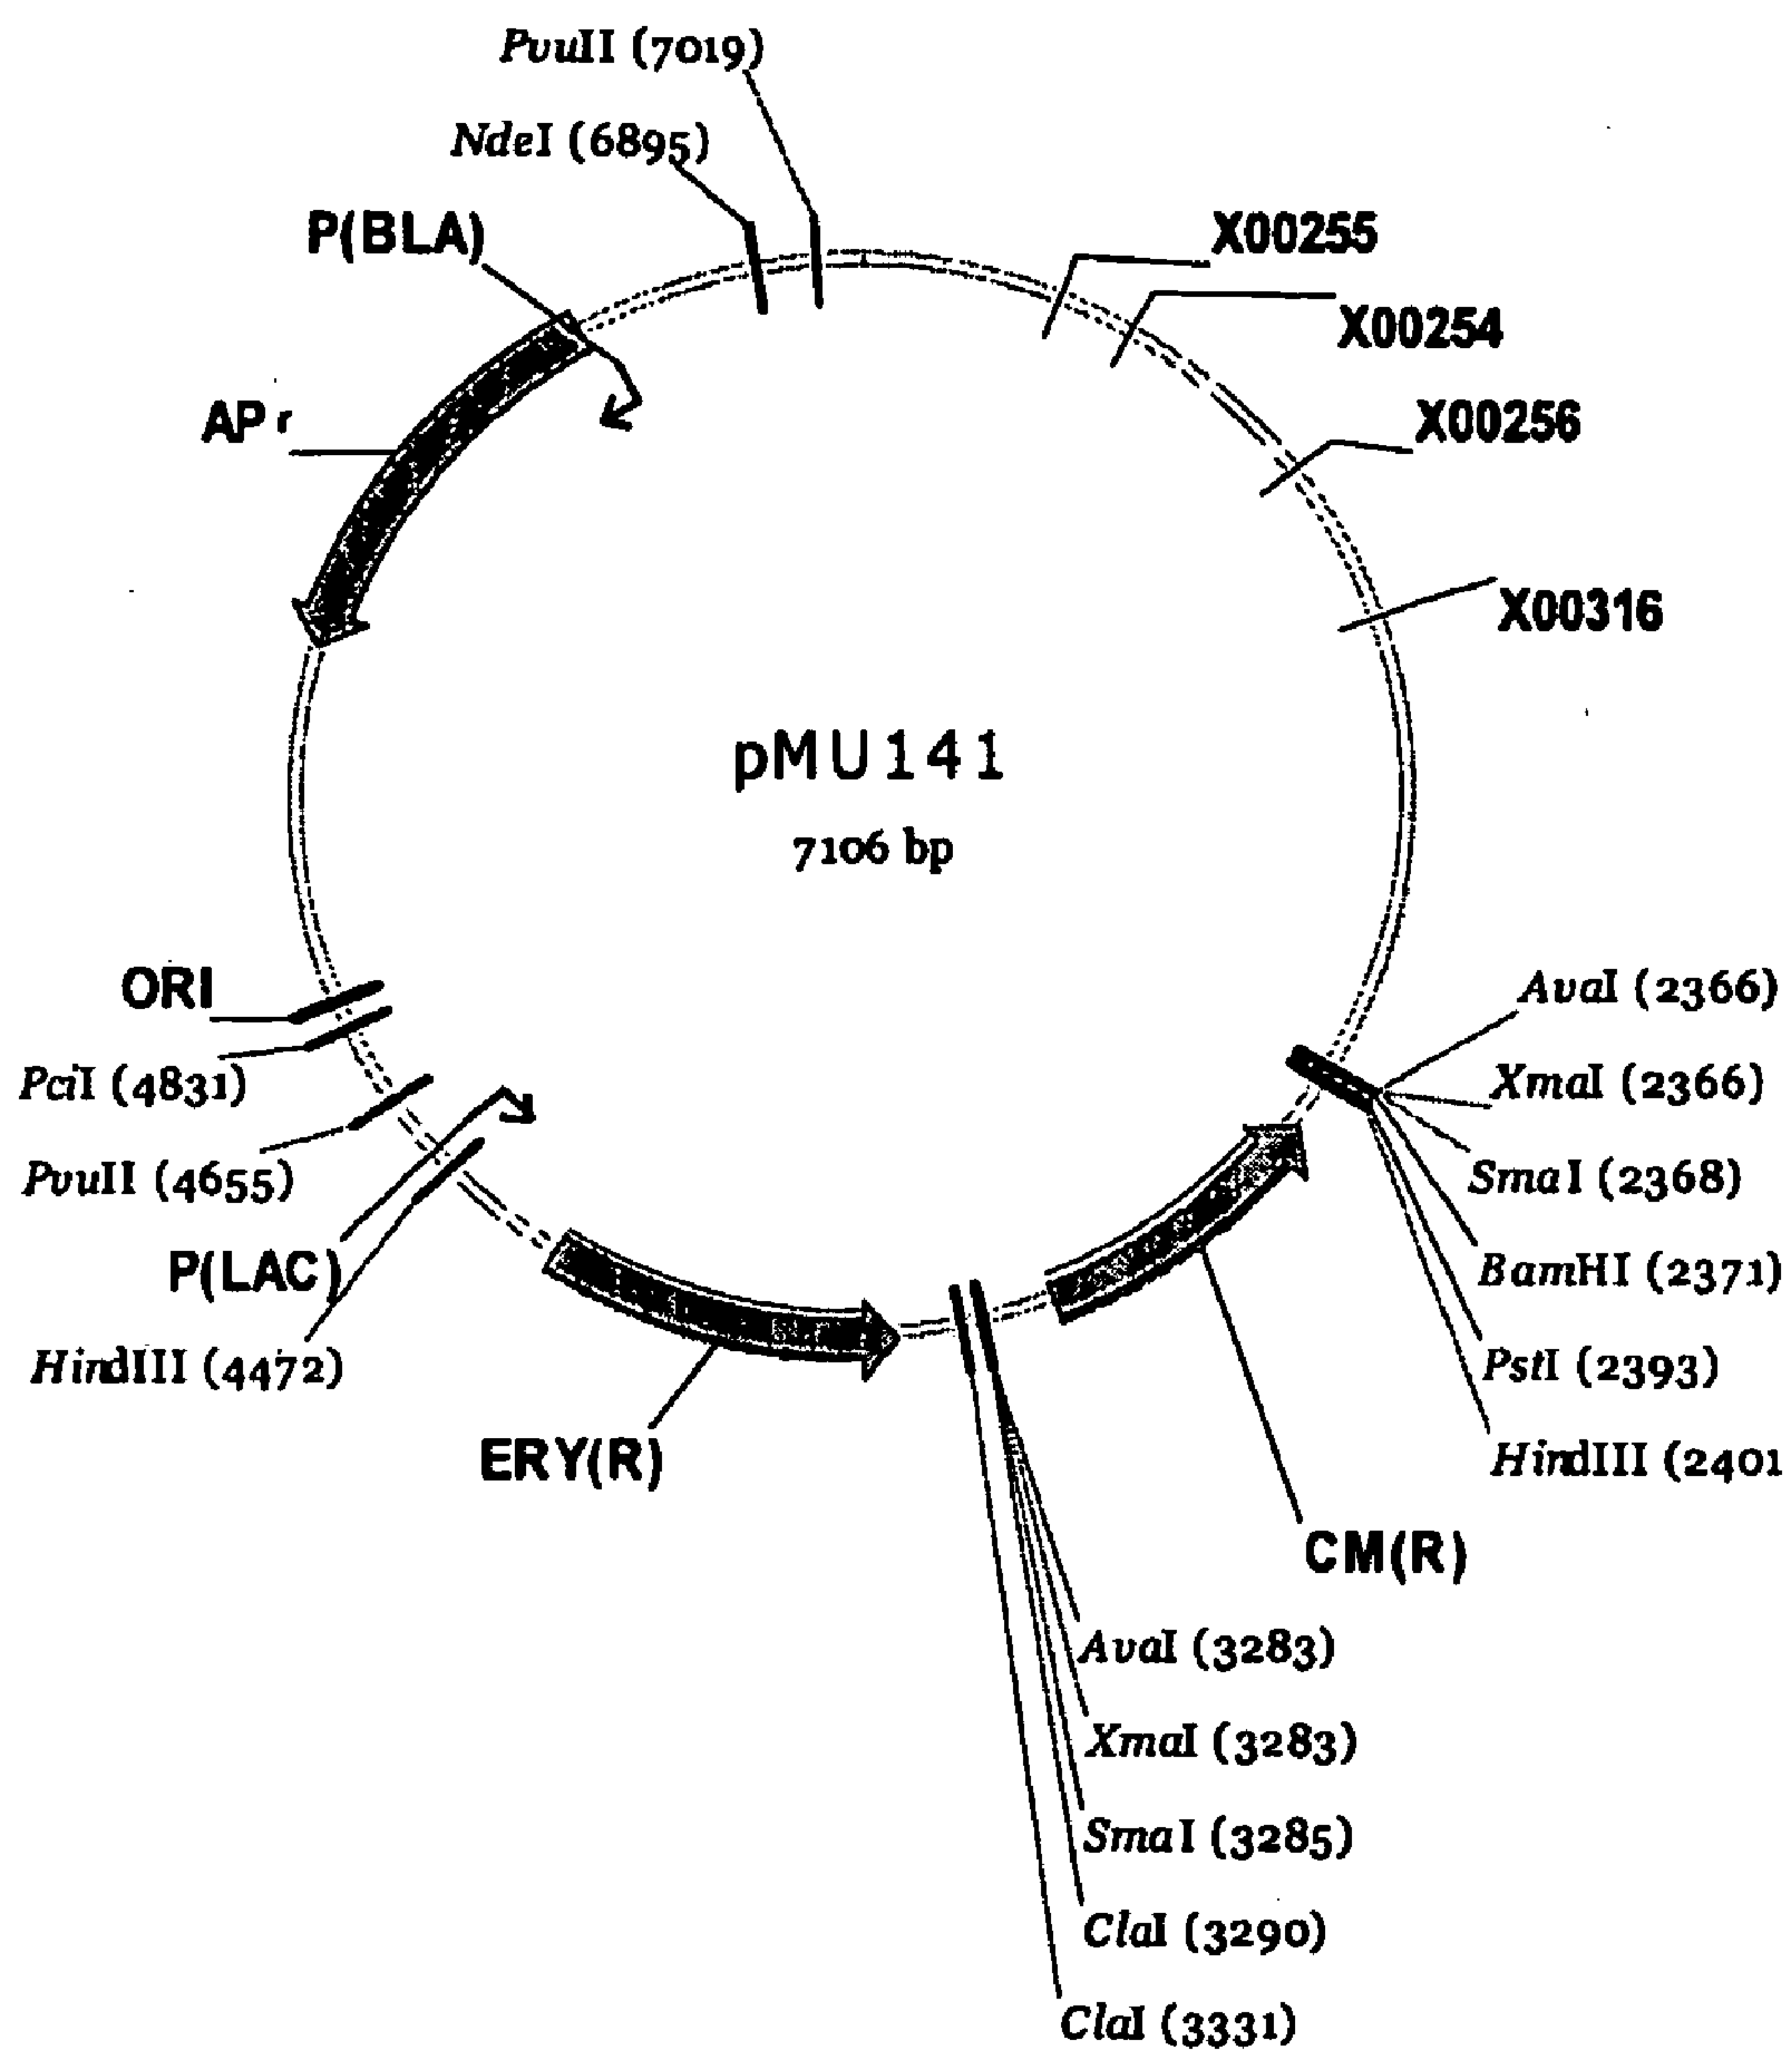 PvuII (7019)
NdeI (6895)
P(BLA)
X00255
X00254
APr
X00256
X00316
pMU141
7106 bp
ORI
AvaI (2366)
PciI (4831)
XmaI (2366)
PvuII (4655)
SmaI (2368)
P(LAC)
BamHI (2371)
HindIII (4472)
PstI (2393)
ERY(R)
HindIII (2401
CM(R)
AvaI (3283)
XmaI (3283)
SmaI (3285)
ClaI (3290)
ClaI (3331)